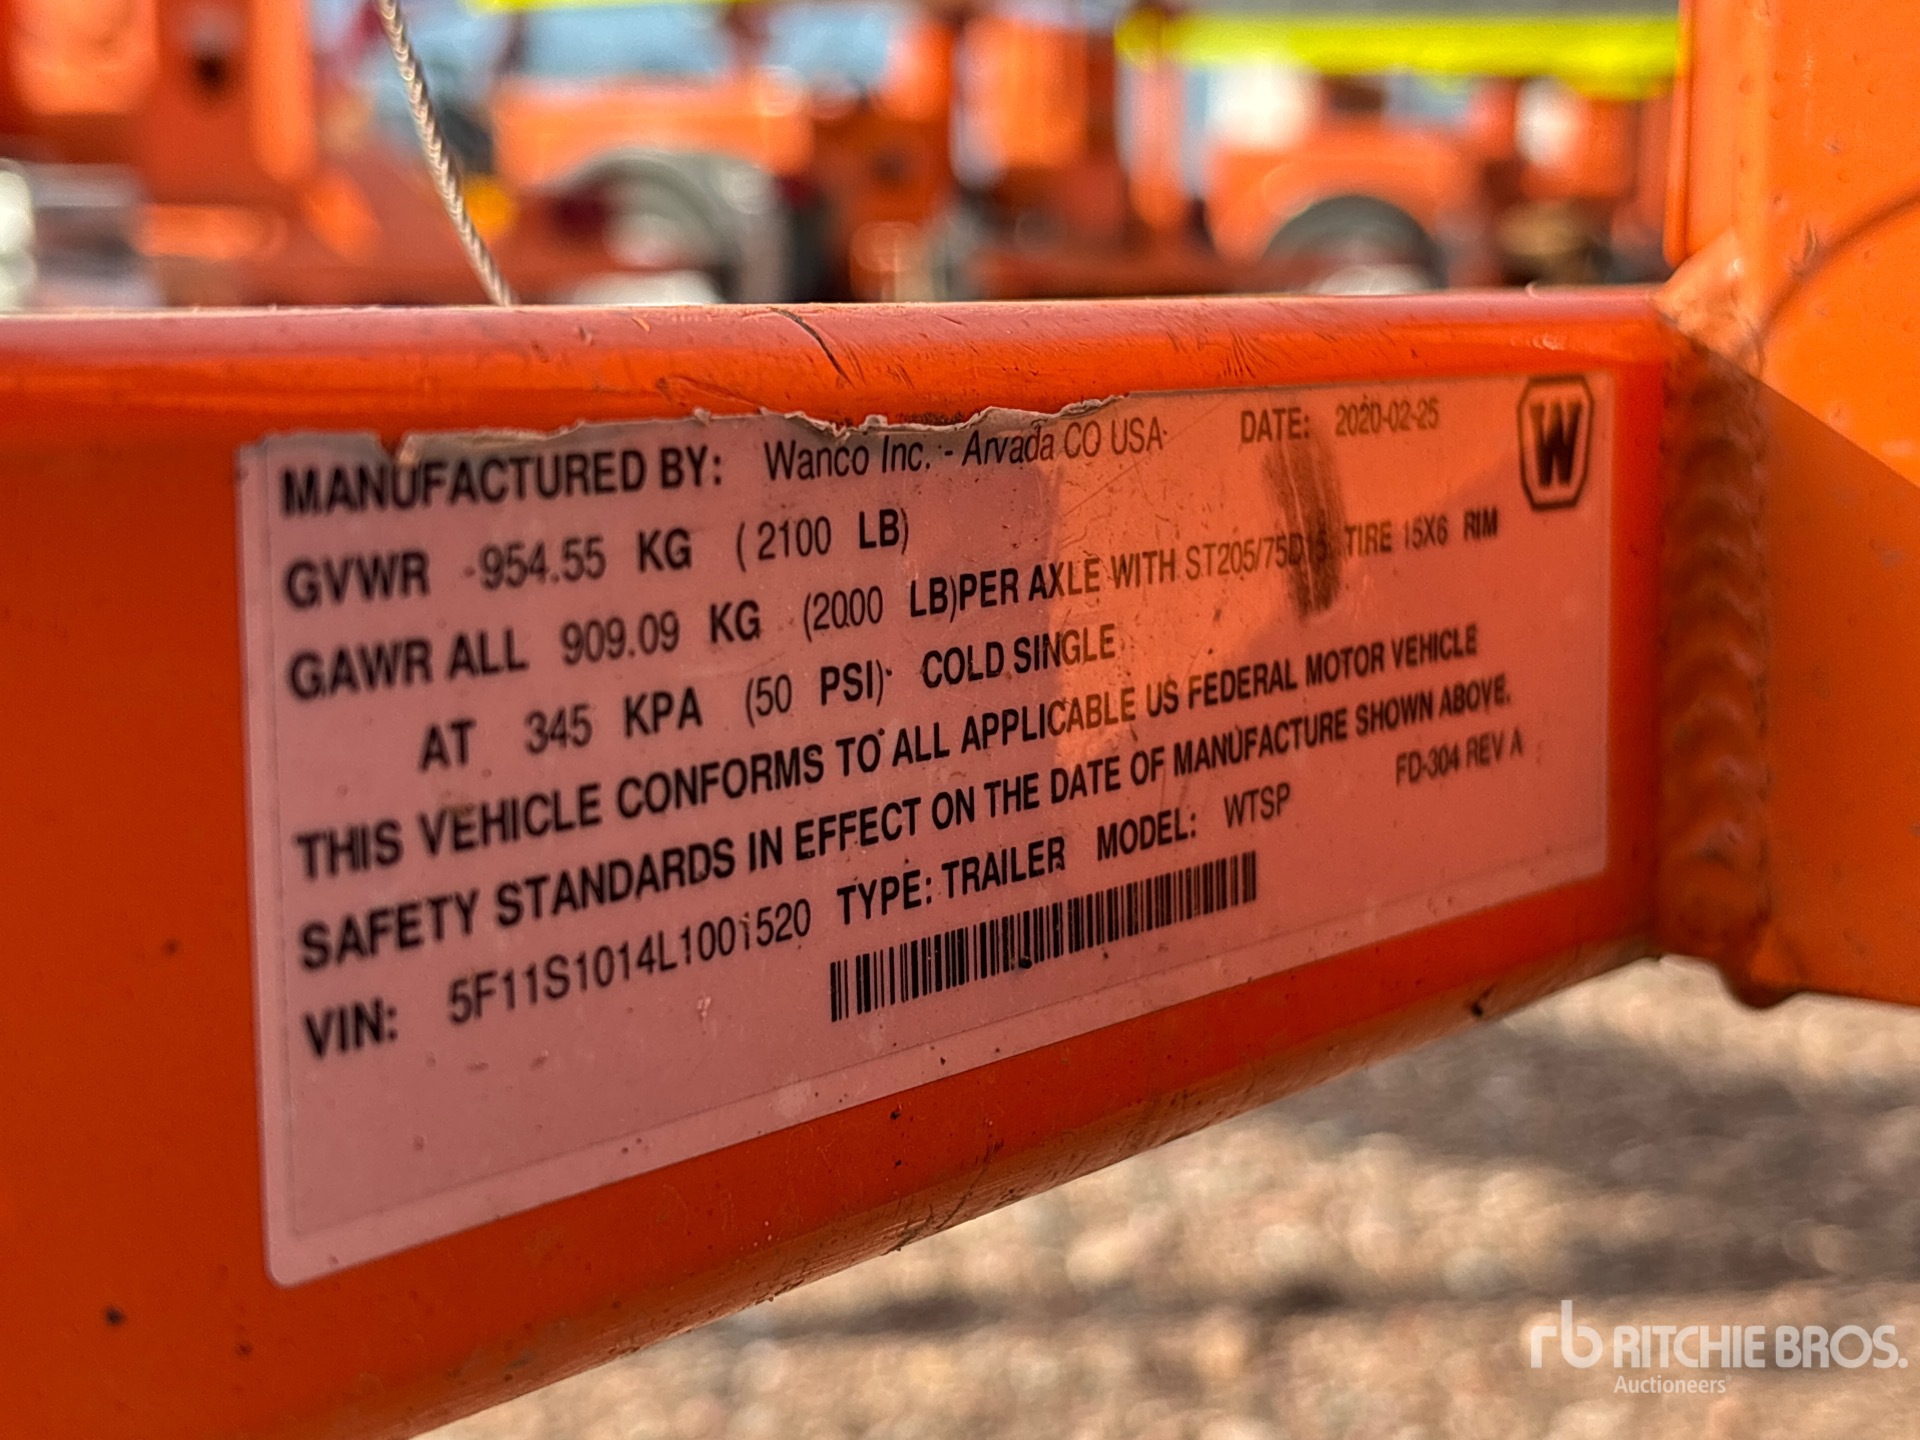 MANUFACTURED BY: Wanco Inc. - Arvada CO USA DATE: 2020-02-25
W
GVWR 954.55 KG (2100 LB)
GAWR ALL 909.09 KG (2000 LB)PER AXLE WITH ST205/75D15 TIRE 15X6 RIM
AT 345 KPA (50 PSI) COLD SINGLE
THIS VEHICLE CONFORMS TO ALL APPLICABLE US FEDERAL MOTOR VEHICLE
SAFETY STANDARDS IN EFFECT ON THE DATE OF MANUFACTURE SHOWN ABOVE.
VIN: 5F11S1014L1001520 TYPE: TRAILER MODEL: WTSP FD-304 REV A
rb RITCHIE BROS.
Auctioneers